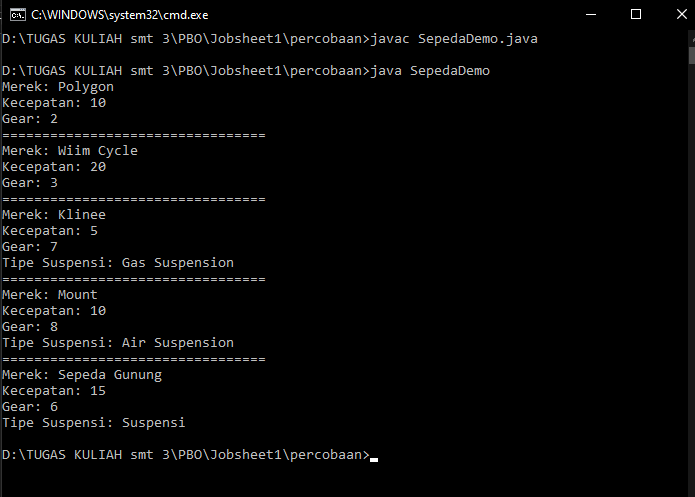 C:\WINDOWS\system32\cmd.exe
D:\TUGAS KULIAH smt 3\PBO\Jobsheet1\percobaan>javac SepedaDemo.java
D:\TUGAS KULIAH smt 3\PBO\Jobsheet1\percobaan>java SepedaDemo
Merek: Polygon
Kecepatan: 10
Gear: 2
=================================
Merek: Wiim Cycle
Kecepatan: 20
Gear: 3
=================================
Merek: Klinee
Kecepatan: 5
Gear: 7
Tipe Suspensi: Gas Suspension
=================================
Merek: Mount
Kecepatan: 10
Gear: 8
Tipe Suspensi: Air Suspension
=================================
Merek: Sepeda Gunung
Kecepatan: 15
Gear: 6
Tipe Suspensi: Suspensi
D:\TUGAS KULIAH smt 3\PBO\Jobsheet1\percobaan>